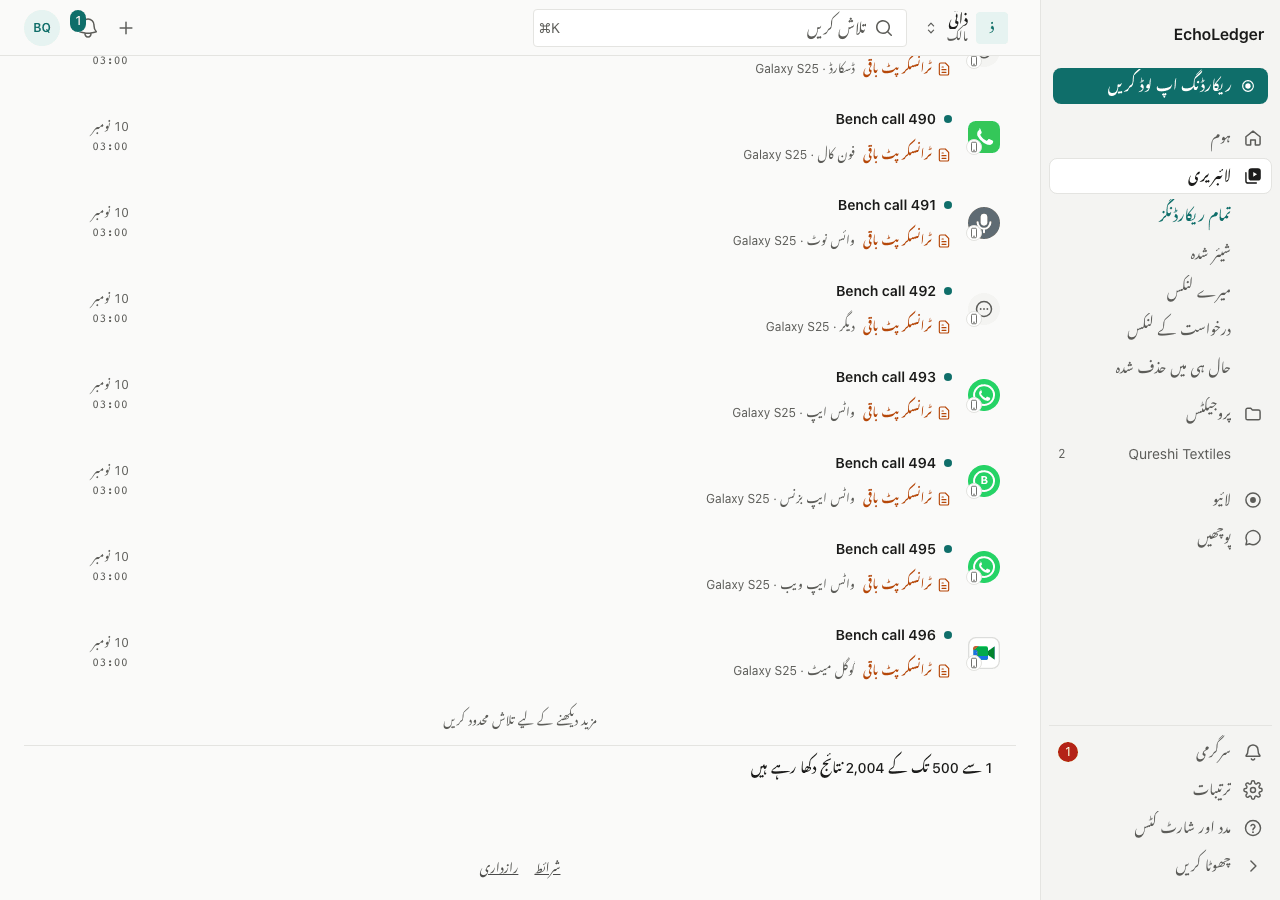 EchoLedger
ریکارڈنگ اپ لوڈ کریں
ہوم
لائبریری
تمام ریکارڈنگز
شیئر شدہ
میرے لنکس
درخواست کے لنکس
حال ہی میں حذف شدہ
پروجیکٹس
Qureshi Textiles 2
لائیو
پوچھیں
سرگرمی 1
ترتیبات
مدد اور شارٹ کٹس
چھوٹا کریں
ذ
ذاتی
مالک
تلاش کریں ⌘K
1
BQ
ٹرانسکرپٹ باقی ڈسکارڈ · Galaxy S25
03:00
Bench call 490
ٹرانسکرپٹ باقی فون کال · Galaxy S25
10 نومبر
03:00
Bench call 491
ٹرانسکرپٹ باقی وائس نوٹ · Galaxy S25
10 نومبر
03:00
Bench call 492
ٹرانسکرپٹ باقی دیگر · Galaxy S25
10 نومبر
03:00
Bench call 493
ٹرانسکرپٹ باقی واٹس ایپ · Galaxy S25
10 نومبر
03:00
Bench call 494
ٹرانسکرپٹ باقی واٹس ایپ بزنس · Galaxy S25
10 نومبر
03:00
Bench call 495
ٹرانسکرپٹ باقی واٹس ایپ ویب · Galaxy S25
10 نومبر
03:00
Bench call 496
ٹرانسکرپٹ باقی گوگل میٹ · Galaxy S25
10 نومبر
03:00
مزید دیکھنے کے لیے تلاش محدود کریں
1 سے 500 تک کے 2,004 نتائج دکھا رہے ہیں
شرائط رازداری